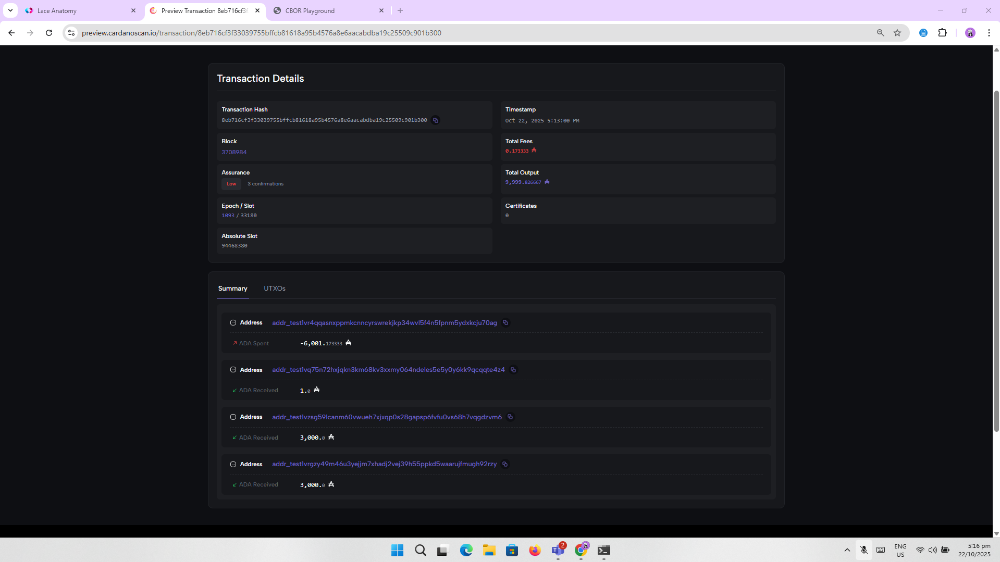 Lace Anatomy
Preview Transaction 8eb716cf3f
CBOR Playground
preview.cardanoscan.io/transaction/8eb716cf3f33039755bffcb81618a95b4576a8e6aacabdba19c25509c901b300
Transaction Details
Transaction Hash
8eb716cf3f33039755bffcb81618a95b4576a8e6aacabdba19c25509c901b300
Timestamp
Oct 22, 2025 5:13:00 PM
Block
3708984
Total Fees
0.173333 ₳
Assurance
Low 3 confirmations
Total Output
9,999.826667 ₳
Epoch / Slot
1093 / 33180
Certificates
0
Absolute Slot
94468380
Summary UTXOs
Address addr_test1vr4qqasnxppmkcnncyrswrekjkp34wvl5f4n5fpnm5ydxkcju70ag
ADA Spent -6,001.173333 ₳
Address addr_test1vq75n72hxjqkn3km68kv3xxmy064ndeles5e5y0y6kk9qcqqte4z4
ADA Received 1.0 ₳
Address addr_test1vzsg59lcanm60vwueh7xjxqp0s28gapsp6fvfu0vs68h7vqgdzvm6
ADA Received 3,000.0 ₳
Address addr_test1vrgzy49m46u3yejjm7xhadj2vej39h55ppkd5waarujfmugh92rzy
ADA Received 3,000.0 ₳
2
ENG
US
5:16 pm
22/10/2025